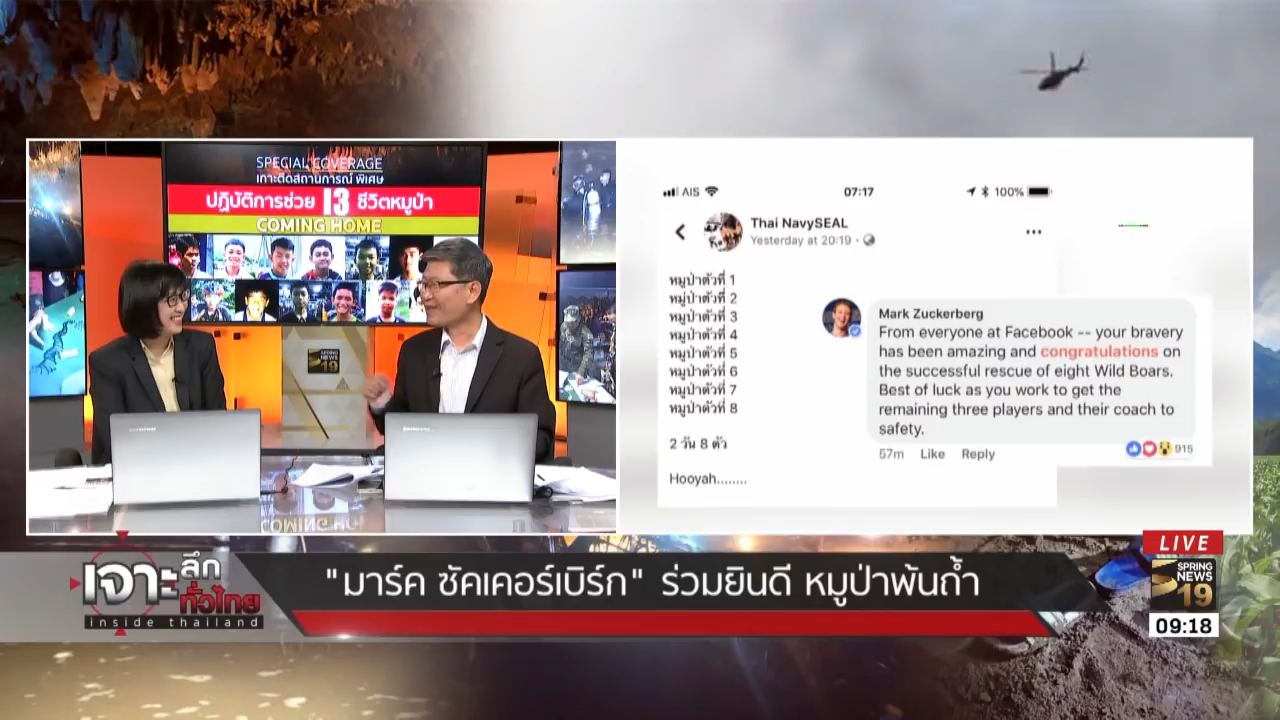 SPECIAL COVERAGE
เกาะติดสถานการณ์ พิเศษ
ปฏิบัติการช่วย 13 ชีวิตหมูป่า
COMING HOME
SPRING
NEWS
19
lenovo
lenovo
COMING HOME
AIS 07:17 100%
Thai NavySEAL
Yesterday at 20:19
หมูป่าตัวที่ 1
หมูป่าตัวที่ 2
หมูป่าตัวที่ 3
หมูป่าตัวที่ 4
หมูป่าตัวที่ 5
หมูป่าตัวที่ 6
หมูป่าตัวที่ 7
หมูป่าตัวที่ 8
2 วัน 8 ตัว
Hooyah........
Mark Zuckerberg
From everyone at Facebook -- your bravery
has been amazing and congratulations on
the successful rescue of eight Wild Boars.
Best of luck as you work to get the
remaining three players and their coach to
safety.
57m Like Reply 915
เจาะลึก
ทั่วไทย
inside thailand
"มาร์ค ซัคเคอร์เบิร์ก" ร่วมยินดี หมูป่าพ้นถ้ำ
LIVE
SPRING
NEWS
19
09:18